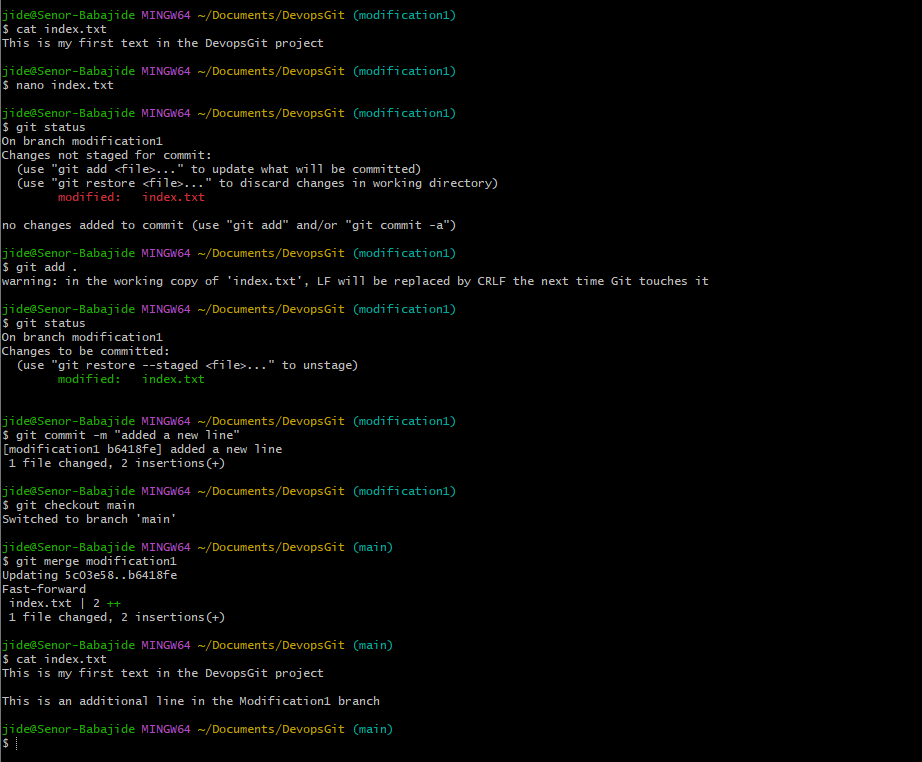 jide@Senor-Babajide MINGW64 ~/Documents/DevopsGit (modification1)
$ cat index.txt
This is my first text in the DevopsGit project

jide@Senor-Babajide MINGW64 ~/Documents/DevopsGit (modification1)
$ nano index.txt

jide@Senor-Babajide MINGW64 ~/Documents/DevopsGit (modification1)
$ git status
On branch modification1
Changes not staged for commit:
  (use "git add <file>..." to update what will be committed)
  (use "git restore <file>..." to discard changes in working directory)
        modified:   index.txt

no changes added to commit (use "git add" and/or "git commit -a")

jide@Senor-Babajide MINGW64 ~/Documents/DevopsGit (modification1)
$ git add .
warning: in the working copy of 'index.txt', LF will be replaced by CRLF the next time Git touches it

jide@Senor-Babajide MINGW64 ~/Documents/DevopsGit (modification1)
$ git status
On branch modification1
Changes to be committed:
  (use "git restore --staged <file>..." to unstage)
        modified:   index.txt


jide@Senor-Babajide MINGW64 ~/Documents/DevopsGit (modification1)
$ git commit -m "added a new line"
[modification1 b6418fe] added a new line
 1 file changed, 2 insertions(+)

jide@Senor-Babajide MINGW64 ~/Documents/DevopsGit (modification1)
$ git checkout main
Switched to branch 'main'

jide@Senor-Babajide MINGW64 ~/Documents/DevopsGit (main)
$ git merge modification1
Updating 5c03e58..b6418fe
Fast-forward
 index.txt | 2 ++
 1 file changed, 2 insertions(+)

jide@Senor-Babajide MINGW64 ~/Documents/DevopsGit (main)
$ cat index.txt
This is my first text in the DevopsGit project

This is an additional line in the Modification1 branch

jide@Senor-Babajide MINGW64 ~/Documents/DevopsGit (main)
$